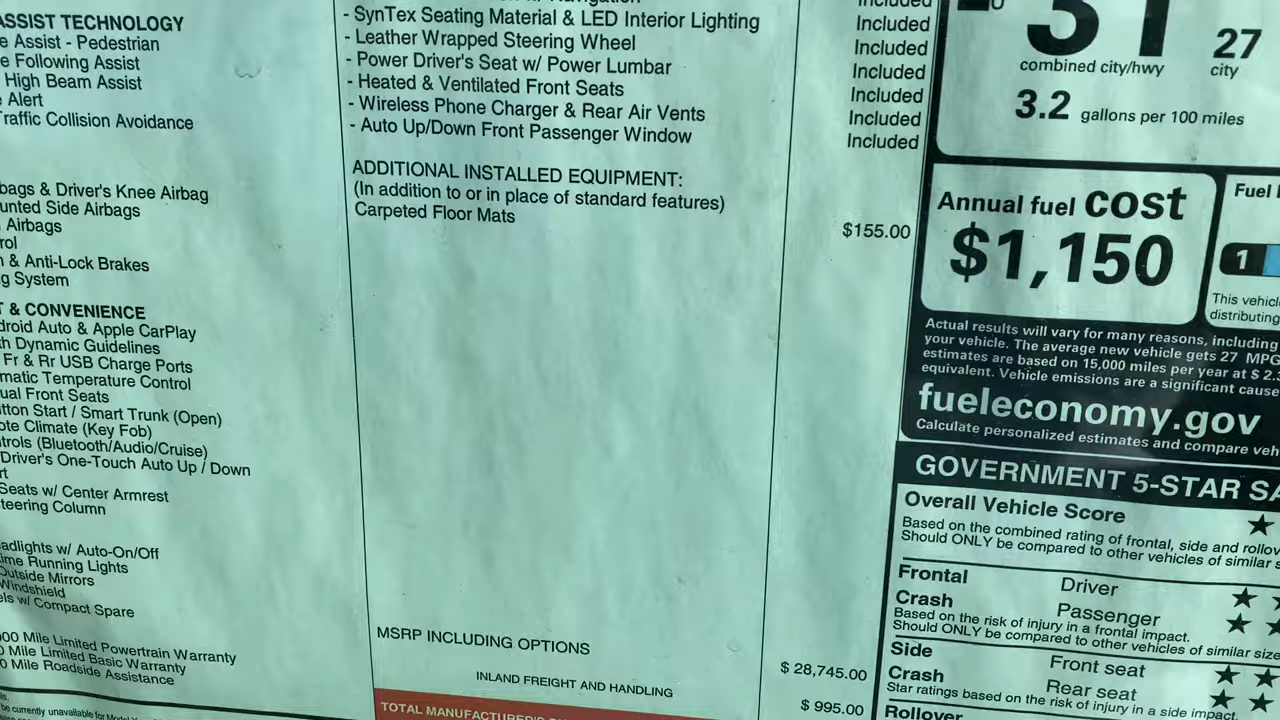 ASSIST TECHNOLOGY
e Assist - Pedestrian
e Following Assist
High Beam Assist
Alert
Traffic Collision Avoidance
bags & Driver's Knee Airbag
unted Side Airbags
Airbags
rol
& Anti-Lock Brakes
g System
T & CONVENIENCE
droid Auto & Apple CarPlay
th Dynamic Guidelines
Fr & Rr USB Charge Ports
matic Temperature Control
ual Front Seats
tton Start / Smart Trunk (Open)
ote Climate (Key Fob)
trols (Bluetooth/Audio/Cruise)
Driver's One-Touch Auto Up / Down
rt
Seats w/ Center Armrest
teering Column
adlights w/ Auto-On/Off
ime Running Lights
Outside Mirrors
Windshield
els w/ Compact Spare
00 Mile Limited Powertrain Warranty
0 Mile Limited Basic Warranty
0 Mile Roadside Assistance
ls.
be currently unavailable for Model
- SynTex Seating Material & LED Interior Lighting
- Leather Wrapped Steering Wheel
- Power Driver's Seat w/ Power Lumbar
- Heated & Ventilated Front Seats
- Wireless Phone Charger & Rear Air Vents
- Auto Up/Down Front Passenger Window
Included
Included
Included
Included
Included
Included
Included
ADDITIONAL INSTALLED EQUIPMENT:
(In addition to or in place of standard features)
Carpeted Floor Mats
$155.00
MSRP INCLUDING OPTIONS
$ 28,745.00
INLAND FREIGHT AND HANDLING
$ 995.00
TOTAL MANUFACTURER'S
31
combined city/hwy
27
city
3.2 gallons per 100 miles
Annual fuel cost
$1,150
Fuel
1
This vehicl
distributing
Actual results will vary for many reasons, including
your vehicle. The average new vehicle gets 27 MPG
estimates are based on 15,000 miles per year at $ 2.3
equivalent. Vehicle emissions are a significant cause
fueleconomy.gov
Calculate personalized estimates and compare veh
GOVERNMENT 5-STAR SA
Overall Vehicle Score ★
Based on the combined rating of frontal, side and rollov
Should ONLY be compared to other vehicles of similar s
Frontal Driver ★ ★
Crash Passenger ★ ★
Based on the risk of injury in a frontal impact.
Should ONLY be compared to other vehicles of similar size
Side Front seat ★ ★
Crash Rear seat ★ ★
Star ratings based on the risk of injury in a side impact.
Rollover